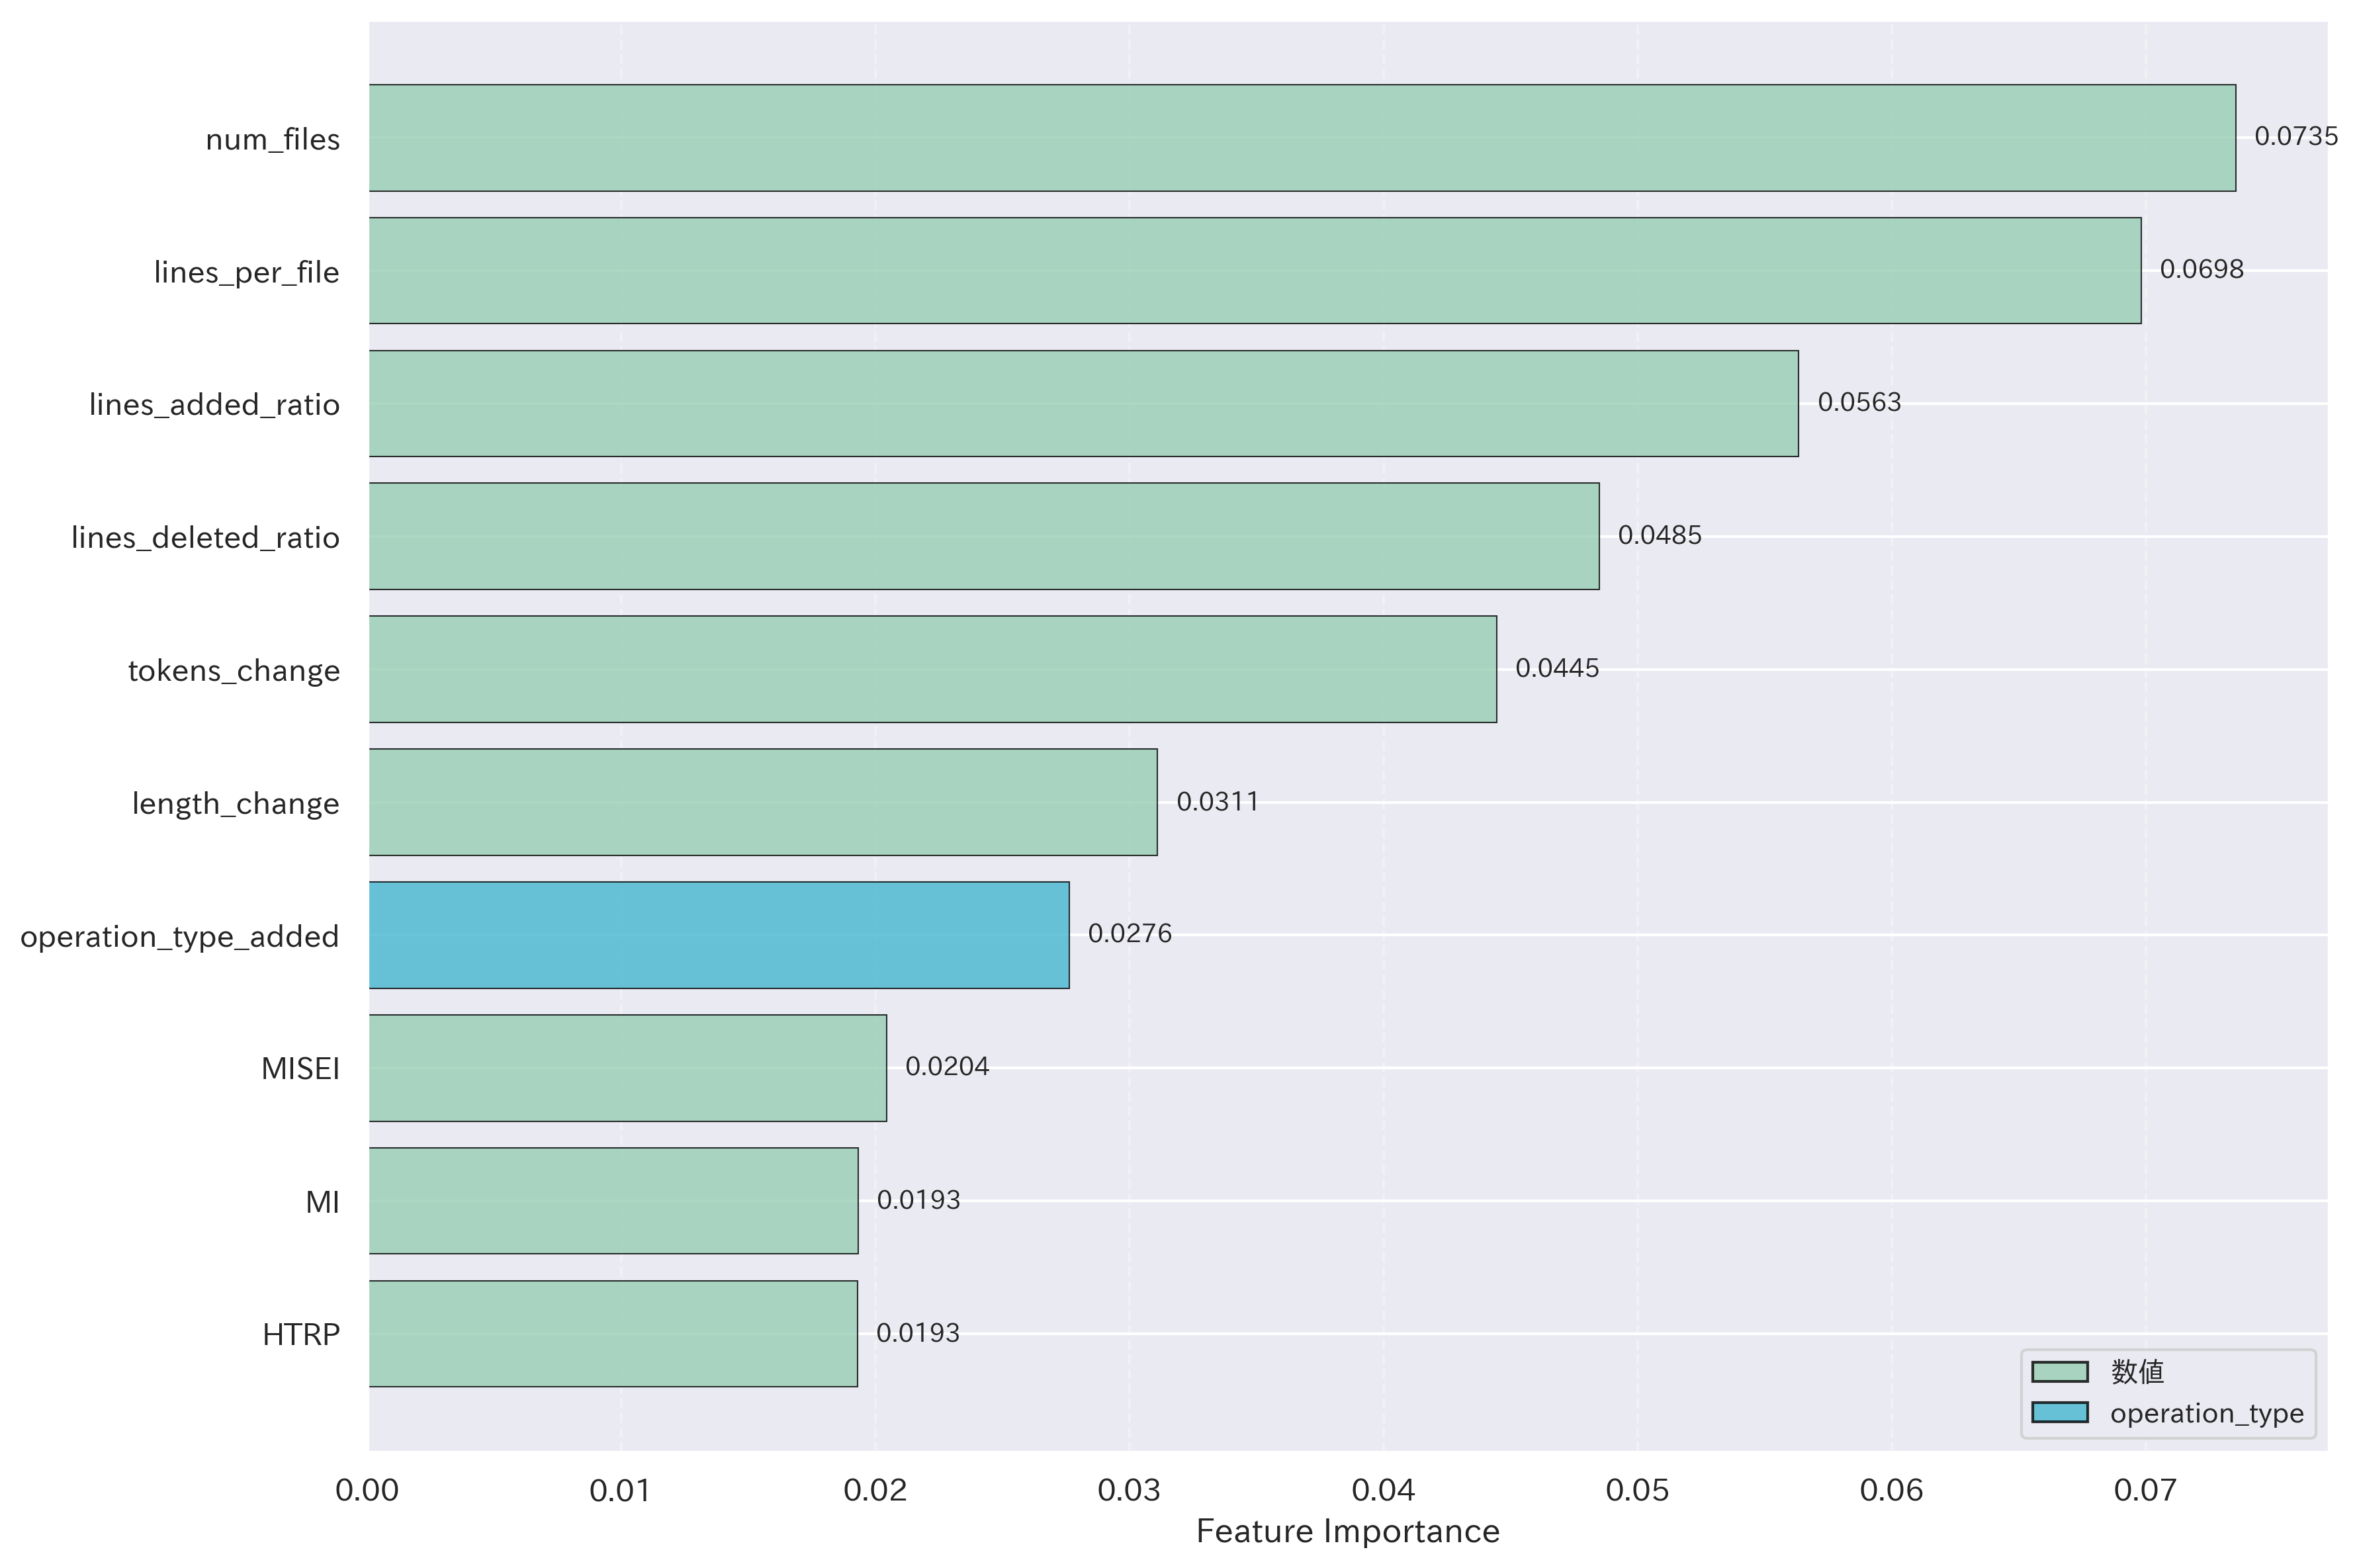 num_files 0.0735
lines_per_file 0.0698
lines_added_ratio 0.0563
lines_deleted_ratio 0.0485
tokens_change 0.0445
length_change 0.0311
operation_type_added 0.0276
MISEI 0.0204
MI 0.0193
HTRP 0.0193
数値
operation_type
0.00 0.01 0.02 0.03 0.04 0.05 0.06 0.07
Feature Importance